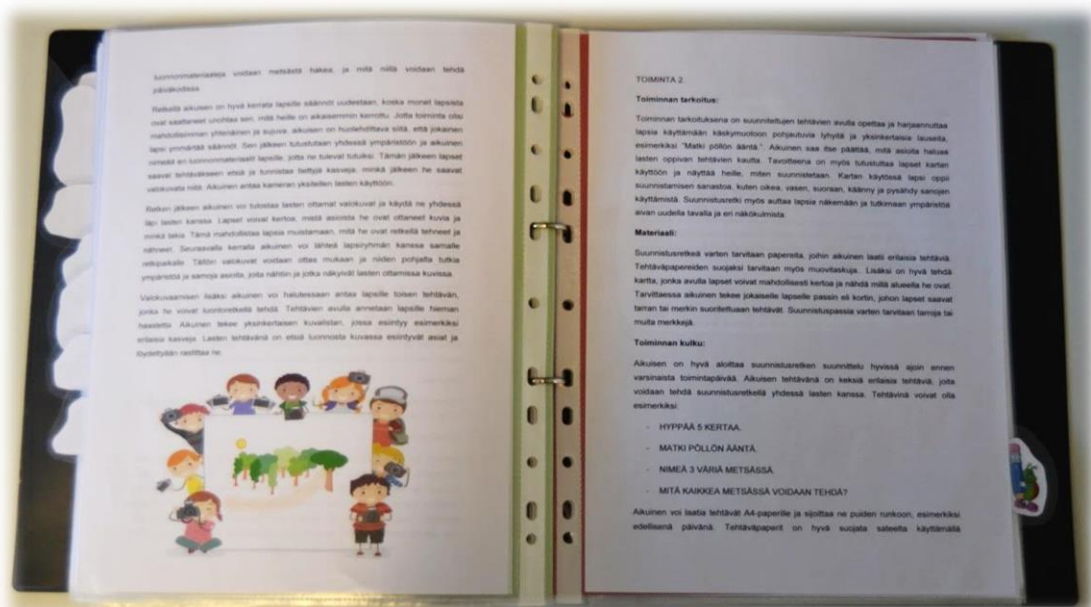 luonnonmateriaaleja voidaan metsästä hakea, ja mitä niillä voidaan tehdä
päiväkodissa.
Retkellä aikuisen on hyvä kerrata lapsille säännöt uudestaan, koska monet lapsista
ovat saattaneet unohtaa sen, mitä heille on aikaisemmin kerrottu. Jotta toiminta olisi
mahdollisimman yhtenäinen ja sujuva, aikuisen on huolehdittava siitä, että jokainen
lapsi ymmärtää säännöt. Sen jälkeen tutustutaan yhdessä ympäristöön ja aikuinen
nimeää eri luonnonmateriaalit lapsille, jotta ne tulevat tutuiksi. Tämän jälkeen lapset
saavat tehtäväkseen etsiä ja tunnistaa tiettyjä kasveja, minkä jälkeen he saavat
valokuvata niitä. Aikuinen antaa kameran yksitellen lasten käyttöön.
Retken jälkeen aikuinen voi tulostaa lasten ottamat valokuvat ja käydä ne yhdessä
läpi lasten kanssa. Lapset voivat kertoa, mistä asioista he ovat ottaneet kuvia ja
minkä takia. Tämä mahdollistaa lapsia muistamaan, mitä he ovat retkellä tehneet ja
nähneet. Seuraavalla kerralla aikuinen voi lähteä lapsiryhmän kanssa samalle
retkipaikalle. Tällöin valokuvat voidaan ottaa mukaan ja niiden pohjalta tutkia
ympäristöä ja samoja asioita, joita nähtiin ja jotka näkyivät lasten ottamissa kuvissa.
Valokuvaamisen lisäksi aikuinen voi halutessaan antaa lapsille toisen tehtävän,
jonka he voivat luontoretkellä tehdä. Tehtävien avulla annetaan lapsille hieman
haastetta. Aikuinen tekee yksinkertaisen kuvalistan, jossa esiintyy esimerkiksi
erilaisia kasveja. Lasten tehtävänä on etsiä luonnosta kuvassa esiintyvät asiat ja
löydettyään rastittaa ne.
TOIMINTA 2.
Toiminnan tarkoitus:
Toiminnan tarkoituksena on suunniteltujen tehtävien avulla opettaa ja harjaannuttaa
lapsia käyttämään käskymuotoon pohjautuvia lyhyitä ja yksinkertaisia lauseita,
esimerkiksi "Matki pöllön ääntä.". Aikuinen saa itse päättää, mitä asioita haluaa
lasten oppivan tehtävien kautta. Tavoitteena on myös tutustuttaa lapset kartan
käyttöön ja näyttää heille, miten suunnistetaan. Kartan käytössä lapsi oppii
suunnistamisen sanastoa, kuten oikea, vasen, suoraan, käänny ja pysähdy sanojen
käyttämistä. Suunnistusretki myös auttaa lapsia näkemään ja tutkimaan ympäristöä
aivan uudella tavalla ja eri näkökulmista.
Materiaali:
Suunnistusretkeä varten tarvitaan papereita, joihin aikuinen laatii erilaisia tehtäviä.
Tehtäväpapereiden suojaksi tarvitaan myös muovitaskuja. Lisäksi on hyvä tehdä
kartta, jonka avulla lapset voivat mahdollisesti kertoa ja nähdä millä alueella he ovat.
Tarvittaessa aikuinen tekee jokaiselle lapselle passin eli kortin, johon lapset saavat
tarran tai merkin suoritettuaan tehtävät. Suunnistuspassia varten tarvitaan tarroja tai
muita merkkejä.
Toiminnan kulku:
Aikuisen on hyvä aloittaa suunnistusretken suunnittelu hyvissä ajoin ennen
varsinaista toimintapäivää. Aikuisen tehtävänä on keksiä erilaisia tehtäviä, joita
voidaan tehdä suunnistusretkellä yhdessä lasten kanssa. Tehtävinä voivat olla
esimerkiksi:
- HYPPÄÄ 5 KERTAA.
- MATKI PÖLLÖN ÄÄNTÄ.
- NIMEÄ 3 VÄRIÄ METSÄSSÄ.
- MITÄ KAIKKEA METSÄSSÄ VOIDAAN TEHDÄ?
Aikuinen voi laatia tehtävät A4-paperille ja sijoittaa ne puiden runkoon, esimerkiksi
edellisenä päivänä. Tehtäväpaperit on hyvä suojata sateelta käyttämällä